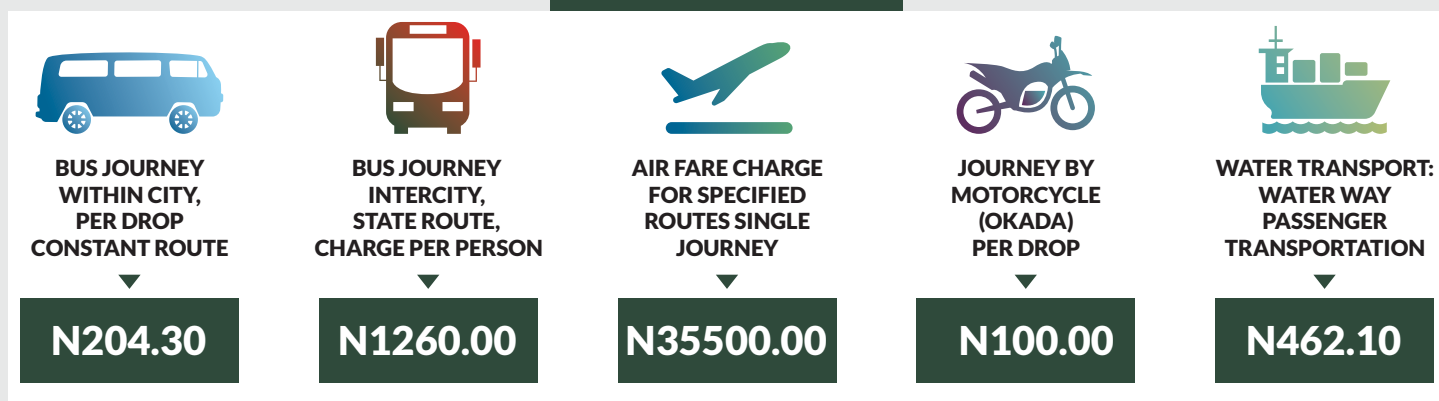 BUS JOURNEY
WITHIN CITY,
PER DROP
CONSTANT ROUTE
N204.30
BUS JOURNEY
INTERCITY,
STATE ROUTE,
CHARGE PER PERSON
N1260.00
AIR FARE CHARGE
FOR SPECIFIED
ROUTES SINGLE
JOURNEY
N35500.00
JOURNEY BY
MOTORCYCLE
(OKADA)
PER DROP
N100.00
WATER TRANSPORT:
WATER WAY
PASSENGER
TRANSPORTATION
N462.10